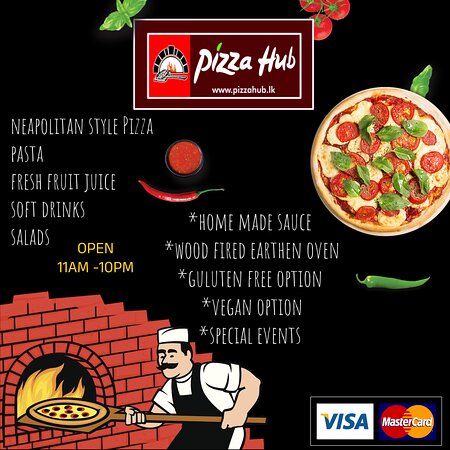 Pizza Hub
www.pizzahub.lk
NEAPOLITAN STYLE PIZZA
PASTA
FRESH FRUIT JUICE
SOFT DRINKS
SALADS
OPEN
11AM -10PM
*HOME MADE SAUCE
*WOOD FIRED EARTHEN OVEN
*GULUTEN FREE OPTION
*VEGAN OPTION
*SPECIAL EVENTS
VISA
MasterCard